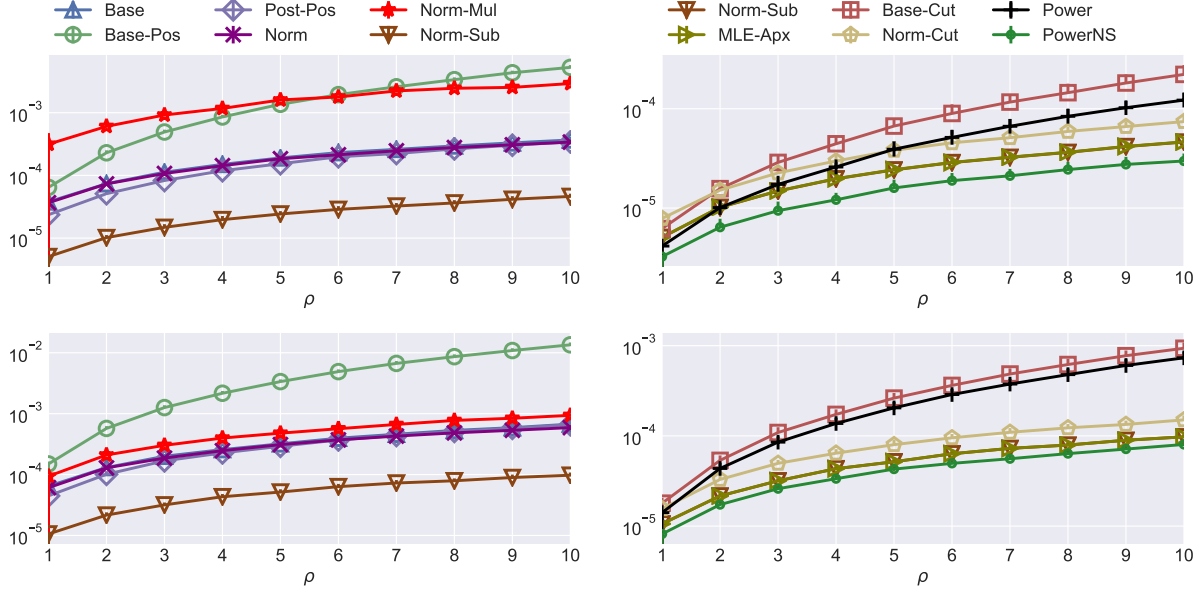 Base Post-Pos Norm-Mul
Base-Pos Norm Norm-Sub
10^-3
10^-4
10^-5
1 2 3 4 5 6 7 8 9 10
ρ
Norm-Sub Base-Cut Power
MLE-Apx Norm-Cut PowerNS
10^-4
10^-5
1 2 3 4 5 6 7 8 9 10
ρ
10^-2
10^-3
10^-4
10^-5
1 2 3 4 5 6 7 8 9 10
ρ
10^-3
10^-4
10^-5
1 2 3 4 5 6 7 8 9 10
ρ